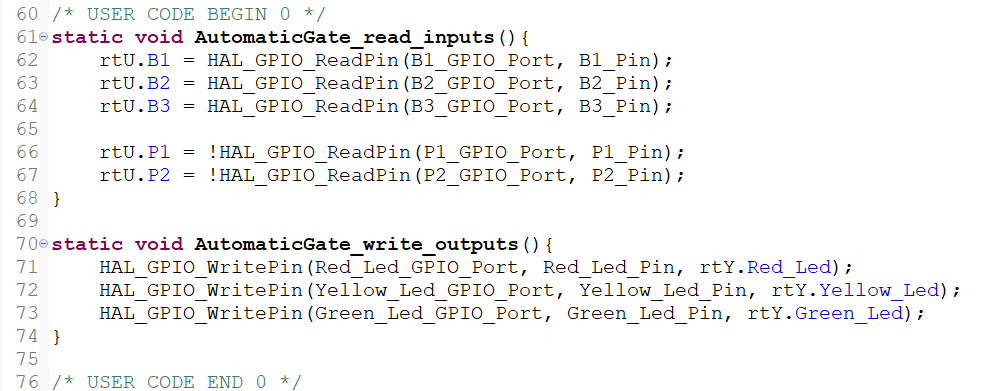 60 /* USER CODE BEGIN 0 */
61 static void AutomaticGate_read_inputs(){
62     rtU.B1 = HAL_GPIO_ReadPin(B1_GPIO_Port, B1_Pin);
63     rtU.B2 = HAL_GPIO_ReadPin(B2_GPIO_Port, B2_Pin);
64     rtU.B3 = HAL_GPIO_ReadPin(B3_GPIO_Port, B3_Pin);
65
66     rtU.P1 = !HAL_GPIO_ReadPin(P1_GPIO_Port, P1_Pin);
67     rtU.P2 = !HAL_GPIO_ReadPin(P2_GPIO_Port, P2_Pin);
68 }
69
70 static void AutomaticGate_write_outputs(){
71     HAL_GPIO_WritePin(Red_Led_GPIO_Port, Red_Led_Pin, rtY.Red_Led);
72     HAL_GPIO_WritePin(Yellow_Led_GPIO_Port, Yellow_Led_Pin, rtY.Yellow_Led);
73     HAL_GPIO_WritePin(Green_Led_GPIO_Port, Green_Led_Pin, rtY.Green_Led);
74 }
75
76 /* USER CODE END 0 */